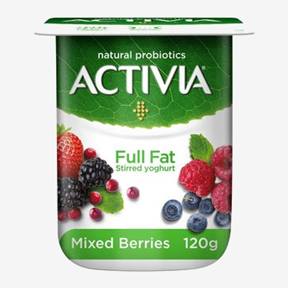 natural probiotics
ACTIVIA
Full Fat
Stirred yoghurt
Mixed Berries 120g